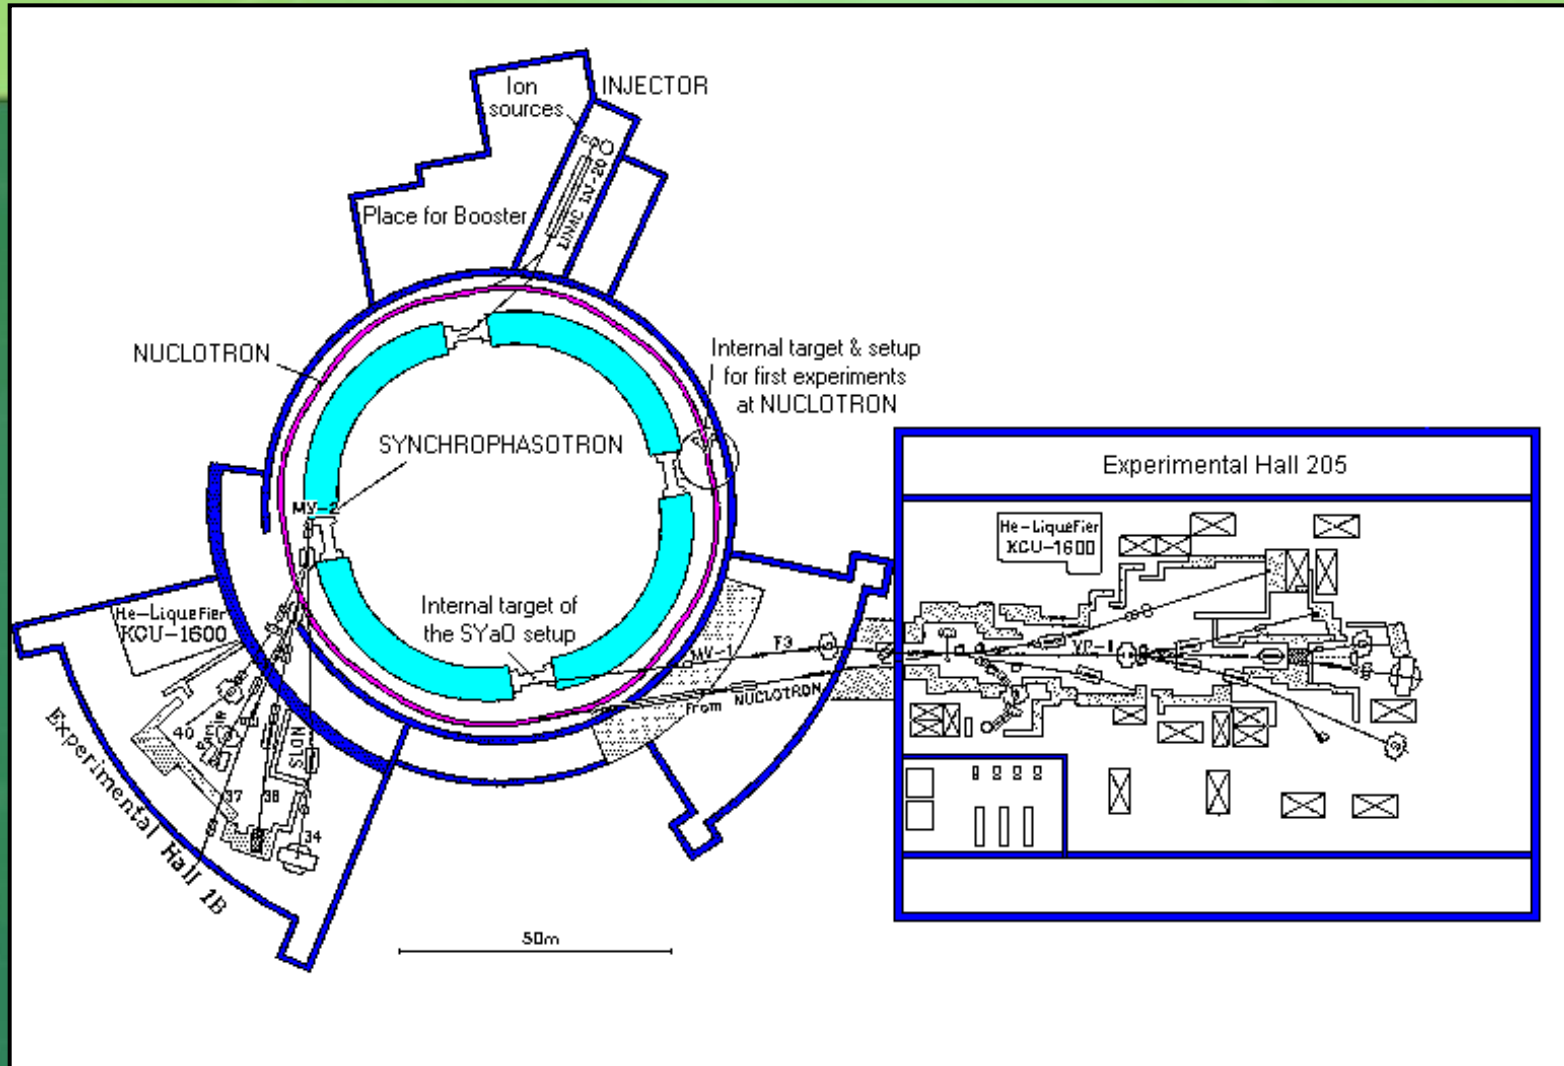 Ion
sources
INJECTOR
LINAC LU-20
Place for Booster
NUCLOTRON
Internal target & setup
for first experiments
at NUCLOTRON
SYNCHROPHASOTRON
Experimental Hall 205
МУ-2
He-Liquefier
KCU-1600
He-Liquefier
KCU-1600
Internal target of
the SYaO setup
MV-1
F3
VP-1
from NUCLOTRON
40
SLON
37
38
34
Experimental Hall 1B
50m